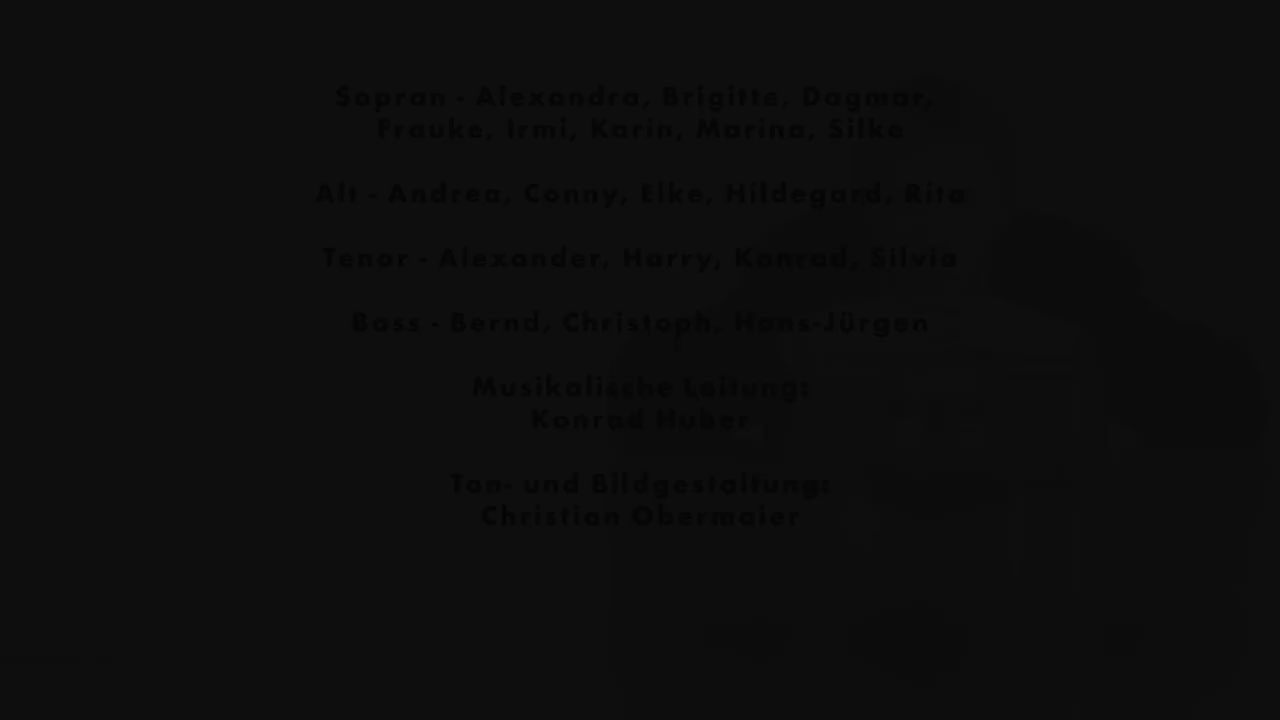 Sopran - Alexandra, Brigitte, Dagmar,
Frauke, Irmi, Karin, Marina, Silke
Alt - Andrea, Conny, Elke, Hildegard, Rita
Tenor - Alexander, Harry, Konrad, Silvia
Bass - Bernd, Christoph, Hans-Jürgen
Musikalische Leitung:
Konrad Huber
Ton- und Bildgestaltung:
Christian Obermaier